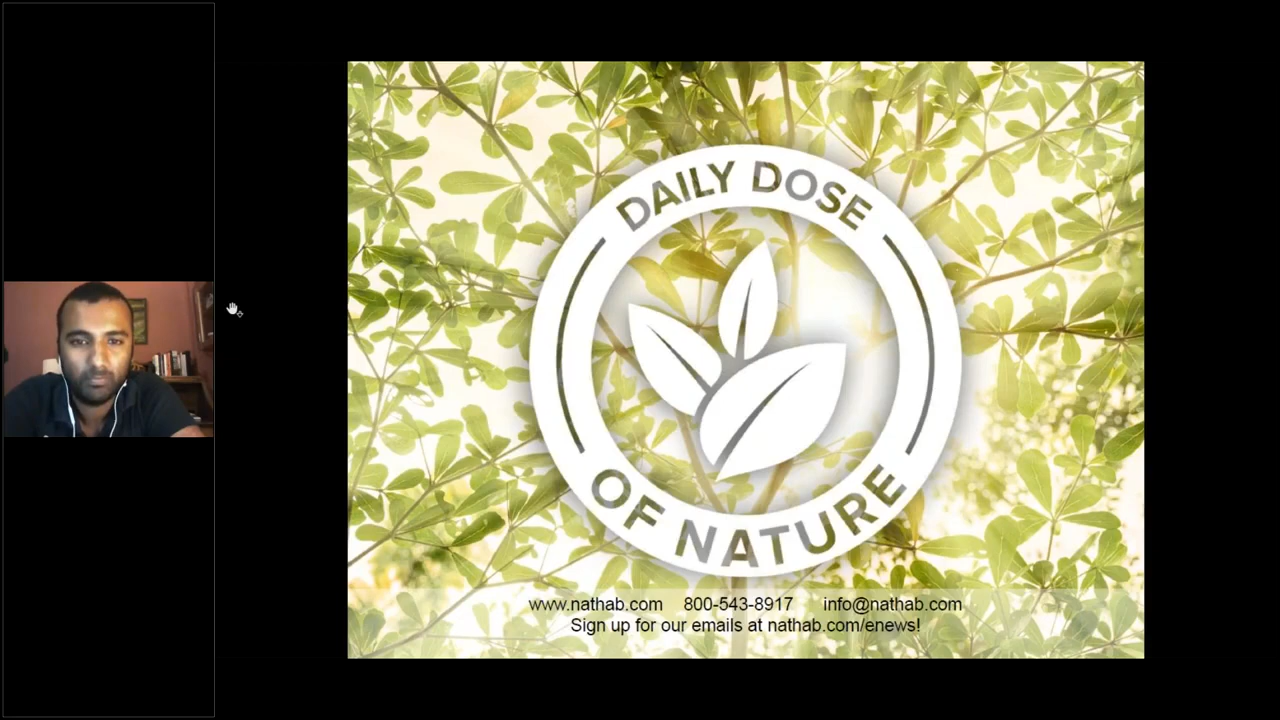 DAILY DOSE
OF NATURE
www.nathab.com 800-543-8917 info@nathab.com
Sign up for our emails at nathab.com/enews!